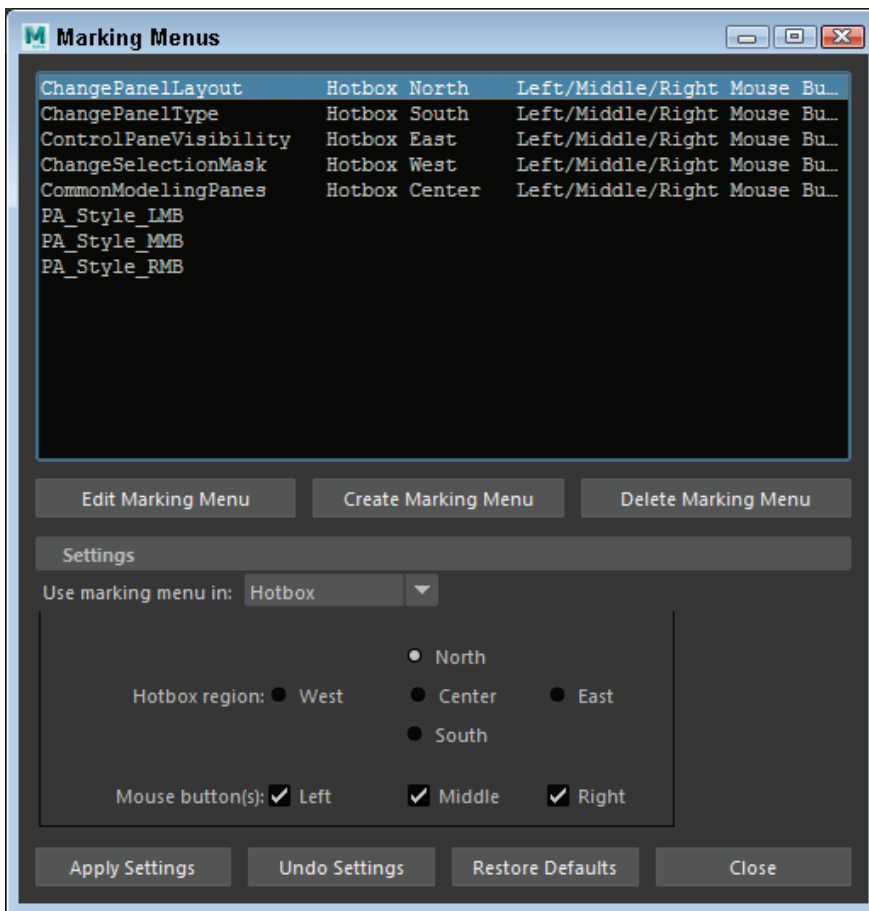 Marking Menus
ChangePanelLayout Hotbox North Left/Middle/Right Mouse Bu…
ChangePanelType Hotbox South Left/Middle/Right Mouse Bu…
ControlPaneVisibility Hotbox East Left/Middle/Right Mouse Bu…
ChangeSelectionMask Hotbox West Left/Middle/Right Mouse Bu…
CommonModelingPanes Hotbox Center Left/Middle/Right Mouse Bu…
PA_Style_LMB
PA_Style_MMB
PA_Style_RMB
Edit Marking Menu Create Marking Menu Delete Marking Menu
Settings
Use marking menu in: Hotbox
North
Hotbox region: West Center East
South
Mouse button(s): Left Middle Right
Apply Settings Undo Settings Restore Defaults Close